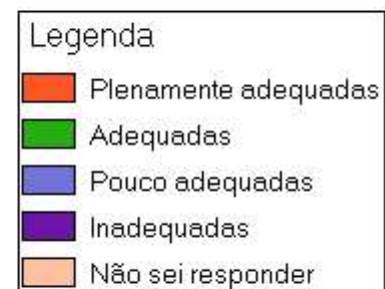 Legenda
Plenamente adequadas
Adequadas
Pouco adequadas
Inadequadas
Não sei responder